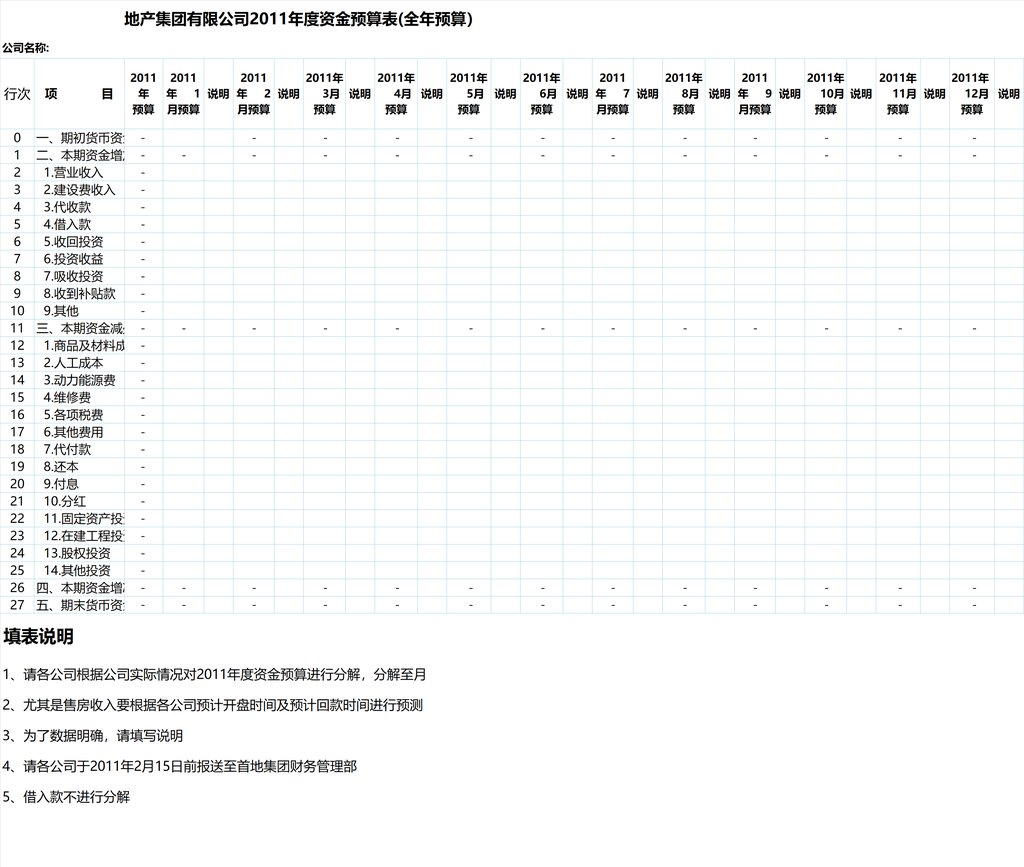 地产集团有限公司2011年度资金预算表(全年预算)
公司名称:
行次 项 目 2011年 预算 2011年 1月预算 说明 2011年 2月预算 说明 2011年 3月预算 说明 2011年 4月预算 说明 2011年 5月预算 说明 2011年 6月预算 说明 2011年 7月预算 说明 2011年 8月预算 说明 2011年 9月预算 说明 2011年 10月预算 说明 2011年 11月预算 说明 2011年 12月预算 说明
0 一、期初货币资 - - - - - - - - - - - -
1 二、本期资金增 - - - - - - - - - - - - -
2 1.营业收入 -
3 2.建设费收入 -
4 3.代收款 -
5 4.借入款 -
6 5.收回投资 -
7 6.投资收益 -
8 7.吸收投资 -
9 8.收到补贴款 -
10 9.其他 -
11 三、本期资金减 - - - - - - - - - - - - -
12 1.商品及材料成 -
13 2.人工成本 -
14 3.动力能源费 -
15 4.维修费 -
16 5.各项税费 -
17 6.其他费用 -
18 7.代付款 -
19 8.还本 -
20 9.付息 -
21 10.分红 -
22 11.固定资产投 -
23 12.在建工程投 -
24 13.股权投资 -
25 14.其他投资 -
26 四、本期资金增 - - - - - - - - - - - - -
27 五、期末货币资 - - - - - - - - - - - - -
填表说明
1、请各公司根据公司实际情况对2011年度资金预算进行分解，分解至月
2、尤其是售房收入要根据各公司预计开盘时间及预计回款时间进行预测
3、为了数据明确，请填写说明
4、请各公司于2011年2月15日前报送至首地集团财务管理部
5、借入款不进行分解